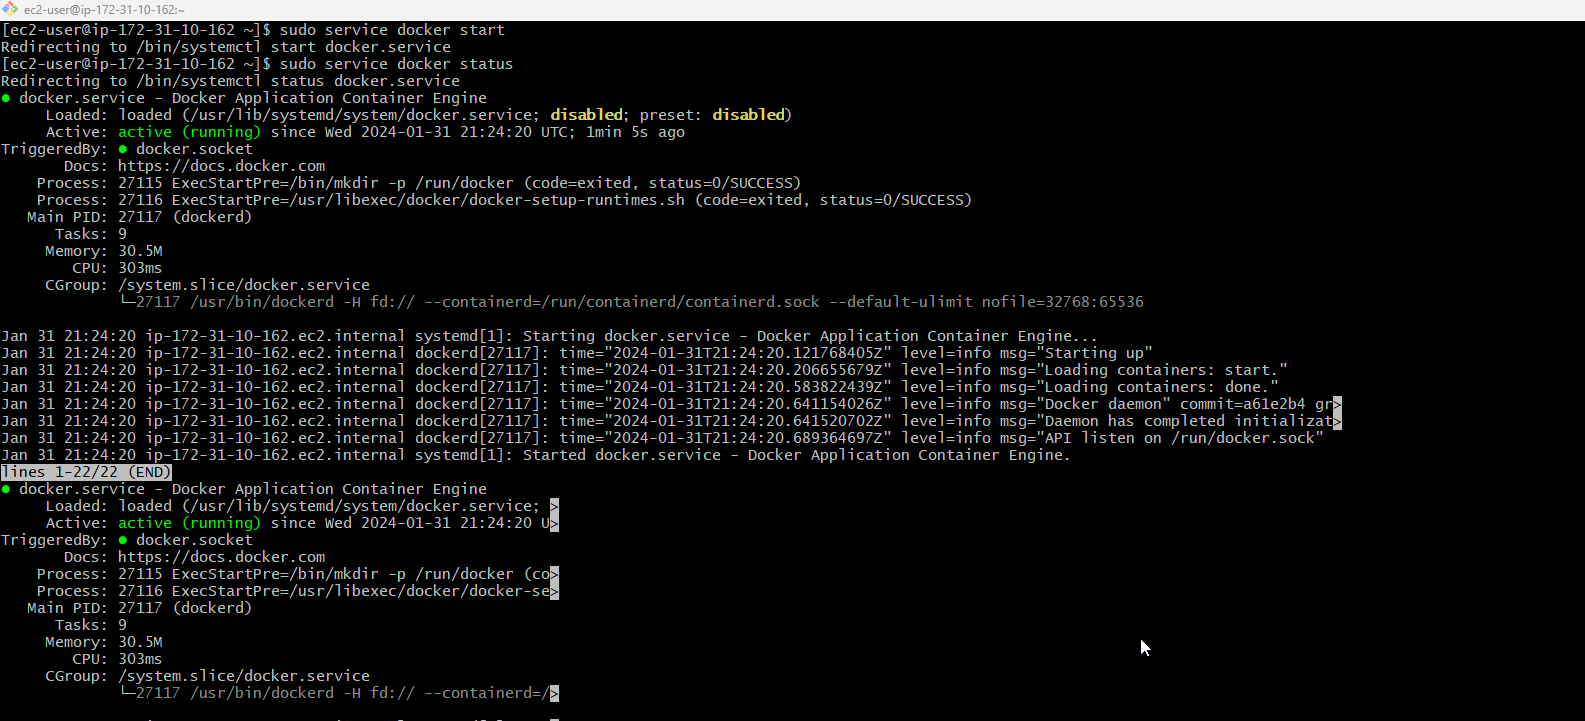 ec2-user@ip-172-31-10-162:~
[ec2-user@ip-172-31-10-162 ~]$ sudo service docker start
Redirecting to /bin/systemctl start docker.service
[ec2-user@ip-172-31-10-162 ~]$ sudo service docker status
Redirecting to /bin/systemctl status docker.service
● docker.service - Docker Application Container Engine
     Loaded: loaded (/usr/lib/systemd/system/docker.service; disabled; preset: disabled)
     Active: active (running) since Wed 2024-01-31 21:24:20 UTC; 1min 5s ago
TriggeredBy: ● docker.socket
       Docs: https://docs.docker.com
    Process: 27115 ExecStartPre=/bin/mkdir -p /run/docker (code=exited, status=0/SUCCESS)
    Process: 27116 ExecStartPre=/usr/libexec/docker/docker-setup-runtimes.sh (code=exited, status=0/SUCCESS)
   Main PID: 27117 (dockerd)
      Tasks: 9
     Memory: 30.5M
        CPU: 303ms
     CGroup: /system.slice/docker.service
             └─27117 /usr/bin/dockerd -H fd:// --containerd=/run/containerd/containerd.sock --default-ulimit nofile=32768:65536
Jan 31 21:24:20 ip-172-31-10-162.ec2.internal systemd[1]: Starting docker.service - Docker Application Container Engine...
Jan 31 21:24:20 ip-172-31-10-162.ec2.internal dockerd[27117]: time="2024-01-31T21:24:20.121768405Z" level=info msg="Starting up"
Jan 31 21:24:20 ip-172-31-10-162.ec2.internal dockerd[27117]: time="2024-01-31T21:24:20.206655679Z" level=info msg="Loading containers: start."
Jan 31 21:24:20 ip-172-31-10-162.ec2.internal dockerd[27117]: time="2024-01-31T21:24:20.583822439Z" level=info msg="Loading containers: done."
Jan 31 21:24:20 ip-172-31-10-162.ec2.internal dockerd[27117]: time="2024-01-31T21:24:20.641154026Z" level=info msg="Docker daemon" commit=a61e2b4 gr>
Jan 31 21:24:20 ip-172-31-10-162.ec2.internal dockerd[27117]: time="2024-01-31T21:24:20.641520702Z" level=info msg="Daemon has completed initializat>
Jan 31 21:24:20 ip-172-31-10-162.ec2.internal dockerd[27117]: time="2024-01-31T21:24:20.689364697Z" level=info msg="API listen on /run/docker.sock"
Jan 31 21:24:20 ip-172-31-10-162.ec2.internal systemd[1]: Started docker.service - Docker Application Container Engine.
lines 1-22/22 (END)
● docker.service - Docker Application Container Engine
     Loaded: loaded (/usr/lib/systemd/system/docker.service; >
     Active: active (running) since Wed 2024-01-31 21:24:20 U>
TriggeredBy: ● docker.socket
       Docs: https://docs.docker.com
    Process: 27115 ExecStartPre=/bin/mkdir -p /run/docker (co>
    Process: 27116 ExecStartPre=/usr/libexec/docker/docker-se>
   Main PID: 27117 (dockerd)
      Tasks: 9
     Memory: 30.5M
        CPU: 303ms
     CGroup: /system.slice/docker.service
             └─27117 /usr/bin/dockerd -H fd:// --containerd=/>